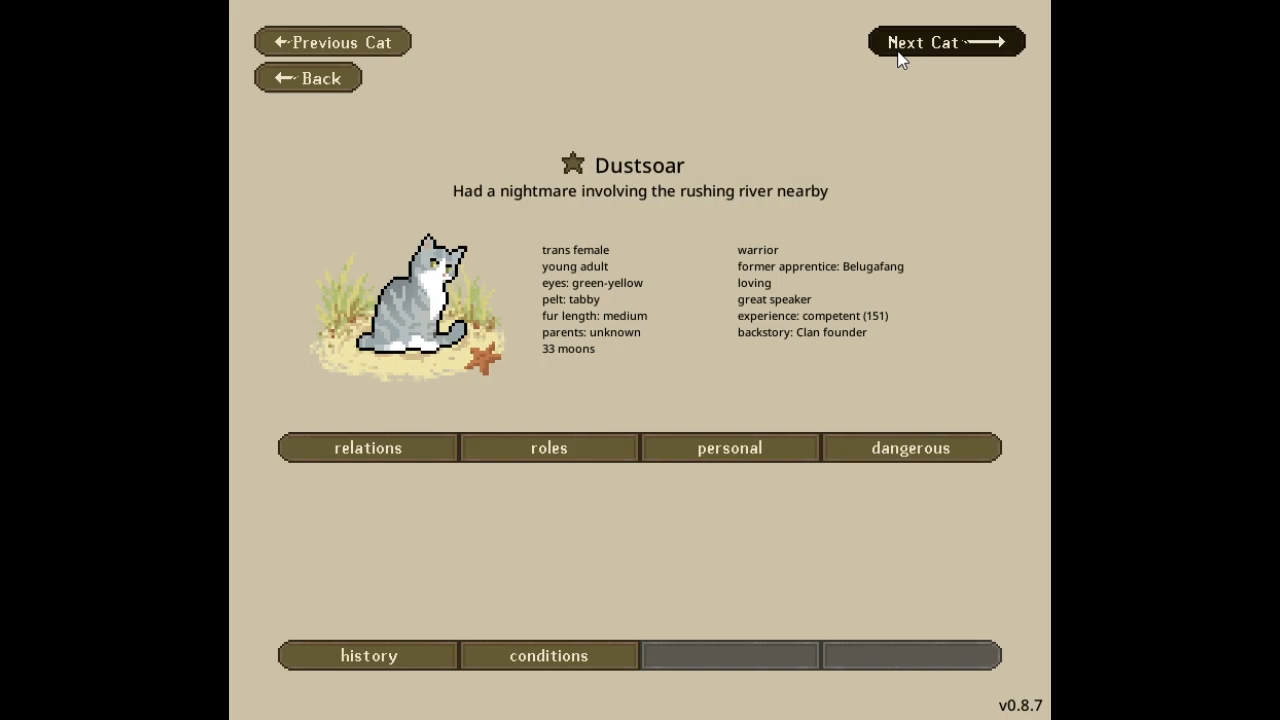 Previous Cat
Next Cat
Back
Dustsoar
Had a nightmare involving the rushing river nearby
trans female
young adult
eyes: green-yellow
pelt: tabby
fur length: medium
parents: unknown
33 moons
warrior
former apprentice: Belugafang
loving
great speaker
experience: competent (151)
backstory: Clan founder
relations
roles
personal
dangerous
history
conditions
v0.8.7